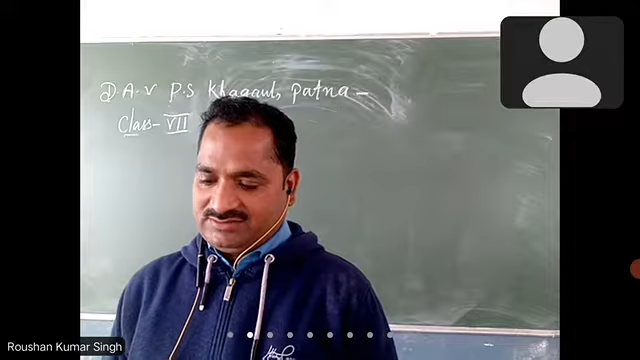 D.A.V P.S Khagaul, Patna -
Class- VII
Roushan Kumar Singh